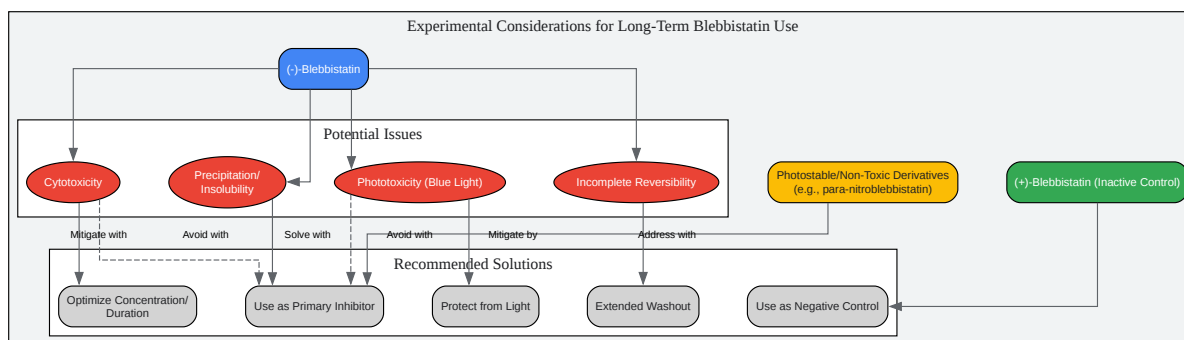 Experimental Considerations for Long-Term Blebbistatin Use
(-)-Blebbistatin
Potential Issues
Cytotoxicity
Precipitation/
Insolubility
Phototoxicity (Blue Light)
Incomplete Reversibility
Photostable/Non-Toxic Derivatives
(e.g., para-nitroblebbistatin)
(+)-Blebbistatin (Inactive Control)
Mitigate with
Avoid with
Solve with
Avoid with
Mitigate by
Address with
Recommended Solutions
Optimize Concentration/
Duration
Use as Primary Inhibitor
Protect from Light
Extended Washout
Use as Negative Control